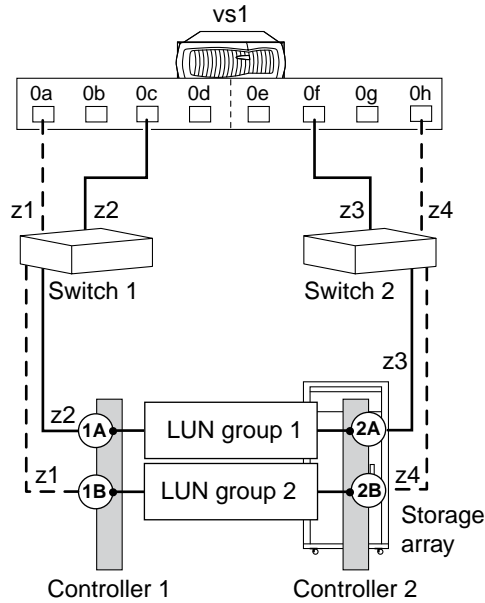 vs1
0a 0b 0c 0d 0e 0f 0g 0h
z1 z2 z3 z4
Switch 1 Switch 2
z3
z2 1A LUN group 1 2A
z1 1B LUN group 2 2B z4
Storage
array
Controller 1 Controller 2